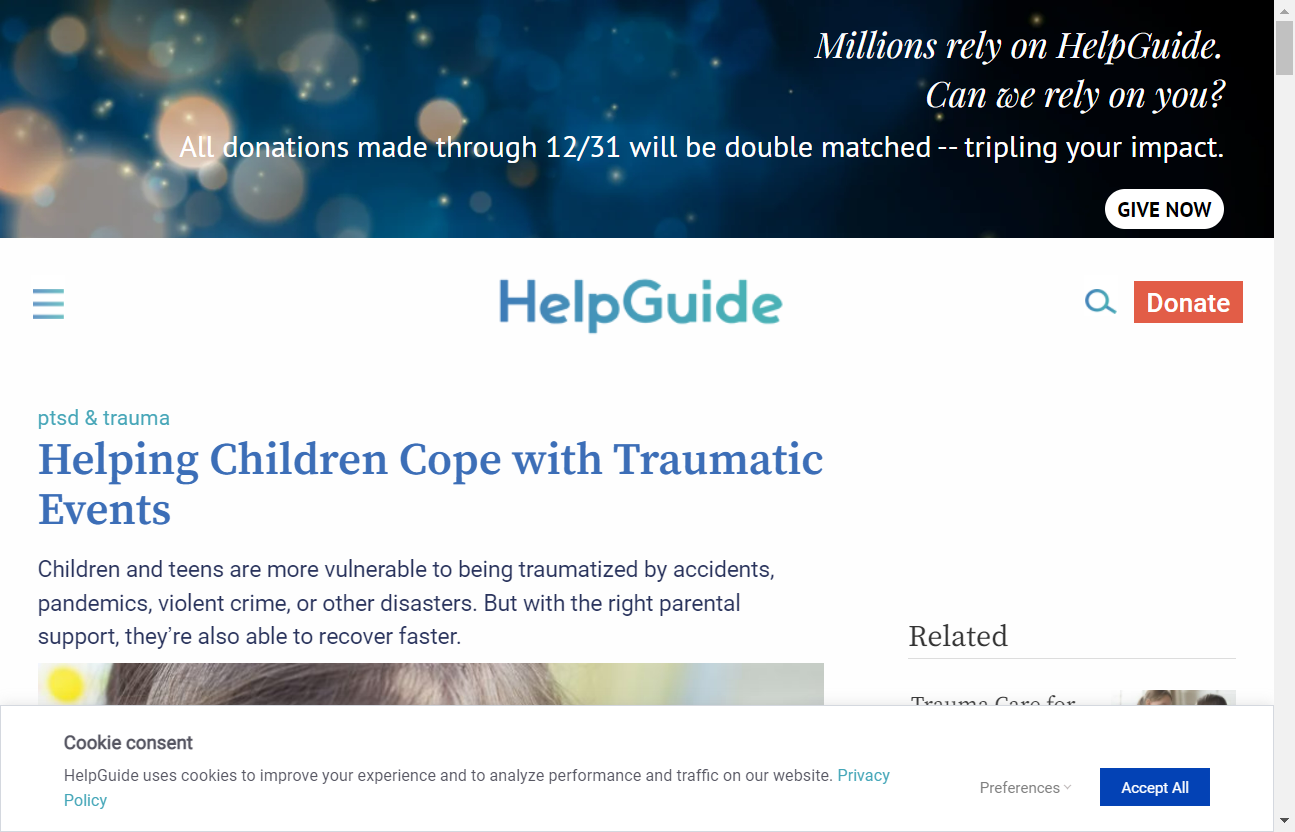 Millions rely on HelpGuide.
Can we rely on you?
All donations made through 12/31 will be double matched -- tripling your impact.
GIVE NOW
HelpGuide
Donate
ptsd & trauma
Helping Children Cope with Traumatic
Events
Children and teens are more vulnerable to being traumatized by accidents,
pandemics, violent crime, or other disasters. But with the right parental
support, they’re also able to recover faster.
Related
Trauma Care for
Cookie consent
HelpGuide uses cookies to improve your experience and to analyze performance and traffic on our website. Privacy
Policy
Preferences
Accept All